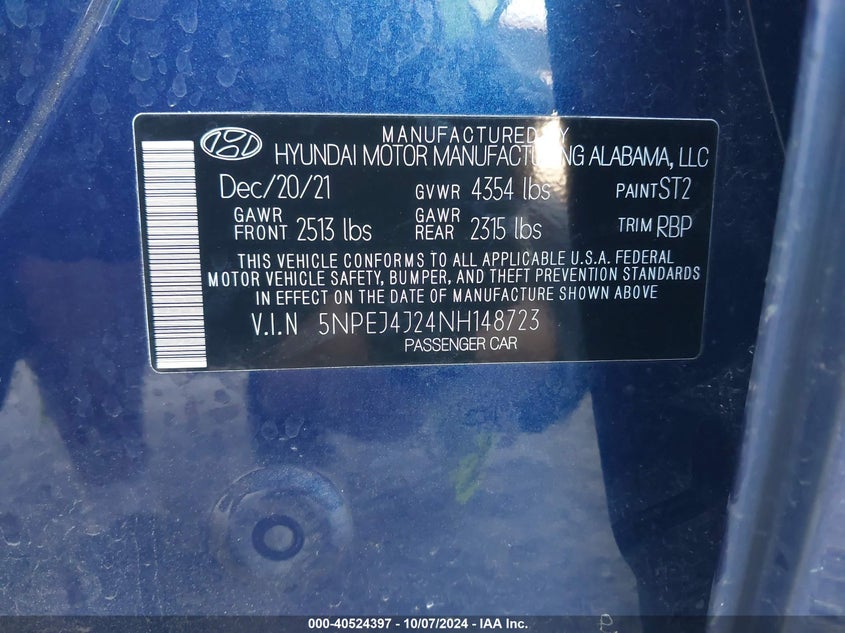 MANUFACTURED BY
HYUNDAI MOTOR MANUFACTURING ALABAMA, LLC
Dec/20/21 GVWR 4354 lbs PAINT ST2
GAWR FRONT 2513 lbs GAWR REAR 2315 lbs TRIM RBP
THIS VEHICLE CONFORMS TO ALL APPLICABLE U.S.A. FEDERAL
MOTOR VEHICLE SAFETY, BUMPER, AND THEFT PREVENTION STANDARDS
IN EFFECT ON THE DATE OF MANUFACTURE SHOWN ABOVE
V.I.N 5NPEJ4J24NH148723
PASSENGER CAR
000-40524397 - 10/07/2024 - IAA Inc.